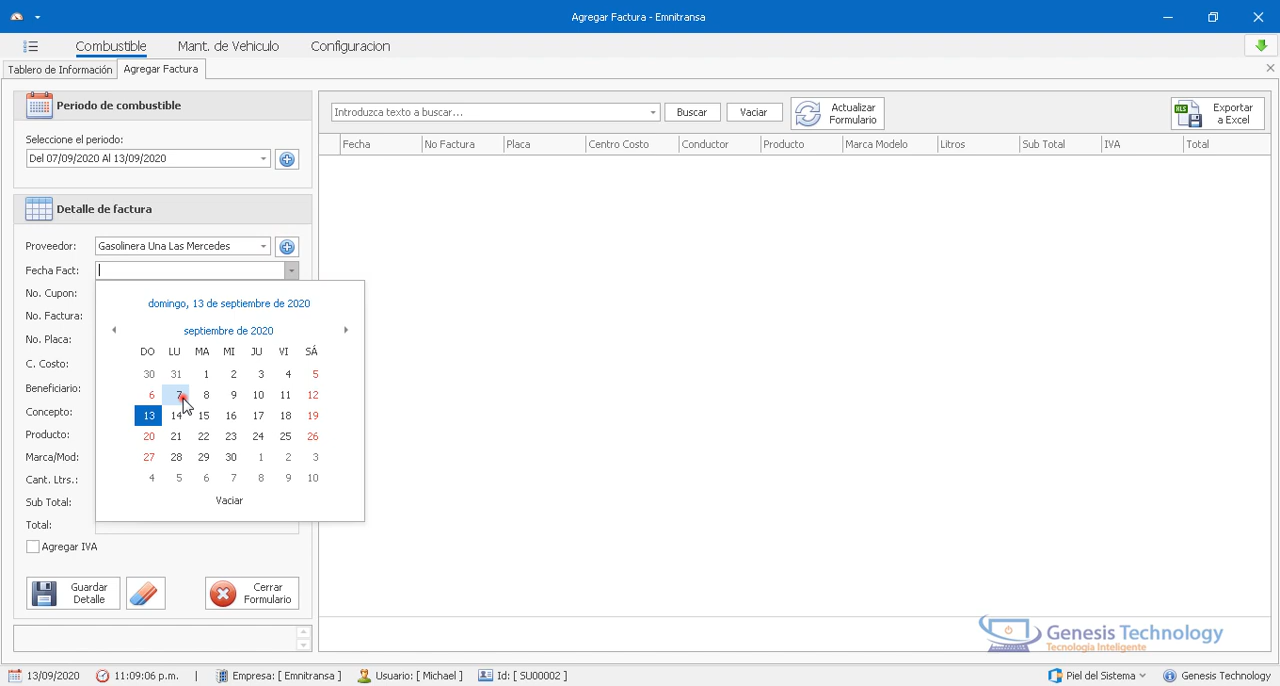 Agregar Factura - Emnitransa
Combustible Mant. de Vehiculo Configuracion
Tablero de Información Agregar Factura
Periodo de combustible
Seleccione el periodo:
Del 07/09/2020 Al 13/09/2020
Detalle de factura
Proveedor: Gasolinera Una Las Mercedes
Fecha Fact:
No. Cupon:
No. Factura:
No. Placa:
C. Costo:
Beneficiario:
Concepto:
Producto:
Marca/Mod:
Cant. Ltrs.:
Sub Total:
Total:
Agregar IVA
domingo, 13 de septiembre de 2020
septiembre de 2020
DO LU MA MI JU VI SÁ
30 31 1 2 3 4 5
6 7 8 9 10 11 12
13 14 15 16 17 18 19
20 21 22 23 24 25 26
27 28 29 30 1 2 3
4 5 6 7 8 9 10
Vaciar
Guardar
Detalle
Cerrar
Formulario
Introduzca texto a buscar... Buscar Vaciar
Actualizar
Formulario
XLS
Exportar
a Excel
Fecha No Factura Placa Centro Costo Conductor Producto Marca Modelo Litros Sub Total IVA Total
Genesis Technology
Tecnología Inteligente
13/09/2020 11:09:06 p.m. | Empresa: [ Emnitransa ] Usuario: [ Michael ] Id: [ SU00002 ] Piel del Sistema Genesis Technology